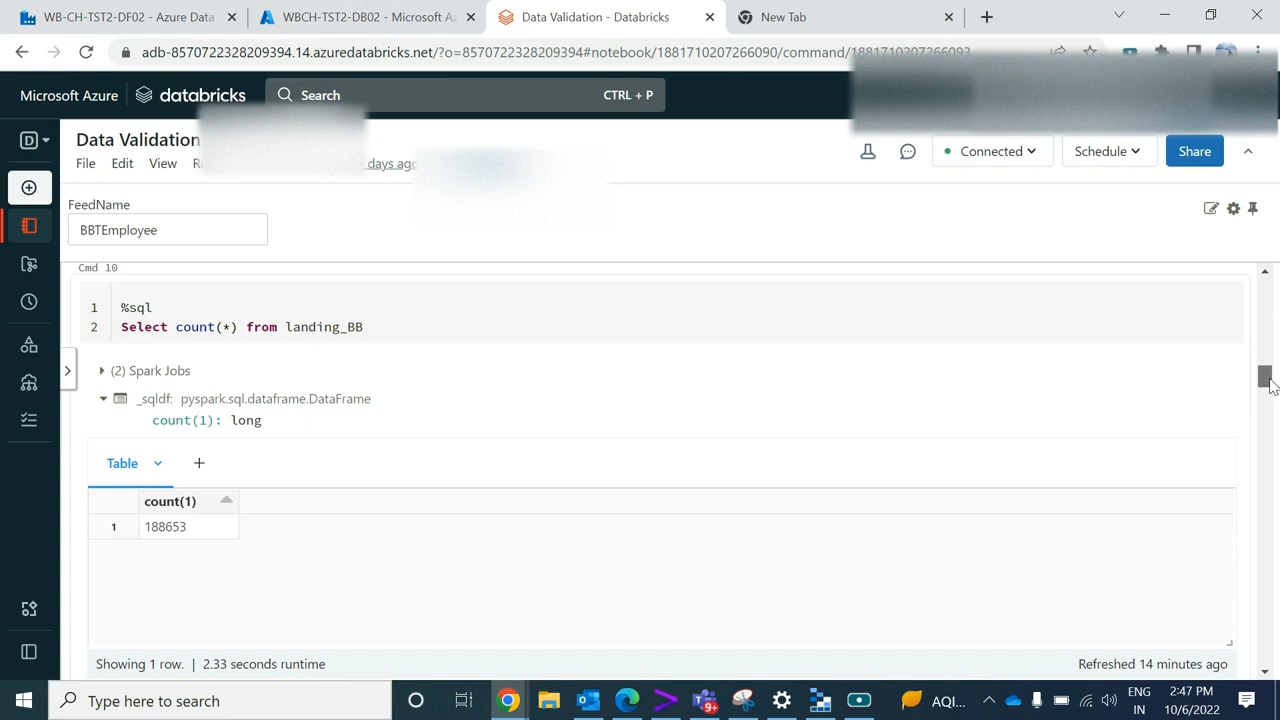 WB-CH-TST2-DF02 - Azure Data
WBCH-TST2-DB02 - Microsoft Az
Data Validation - Databricks
New Tab
adb-8570722328209394.14.azuredatabricks.net/?o=8570722328209394#notebook/1881710207266090/command/1881710207266093
Microsoft Azure
databricks
Search
CTRL + P
D
Data Validation
File
Edit
View
days ago
Connected
Schedule
Share
FeedName
BBTEmployee
Cmd 10
1 %sql
2 Select count(*) from landing_BB
(2) Spark Jobs
_sqldf: pyspark.sql.dataframe.DataFrame
count(1): long
Table
+
count(1)
1 188653
Showing 1 row. | 2.33 seconds runtime
Refreshed 14 minutes ago
Type here to search
9+
AQI...
ENG
IN
2:47 PM
10/6/2022